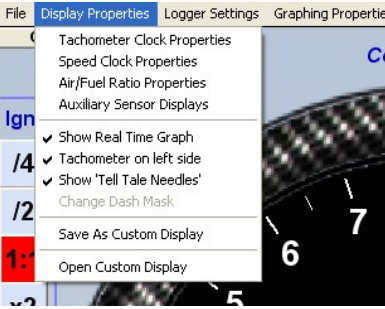 File Display Properties Logger Settings Graphing Propertie
C
Tachometer Clock Properties
Speed Clock Properties
Air/Fuel Ratio Properties
Auxiliary Sensor Displays
Ign
Show Real Time Graph
/4
Tachometer on left side
Show 'Tell Tale Needles'
Change Dash Mask
/2
7
Save As Custom Display
1:1
6
Open Custom Display
x2
5